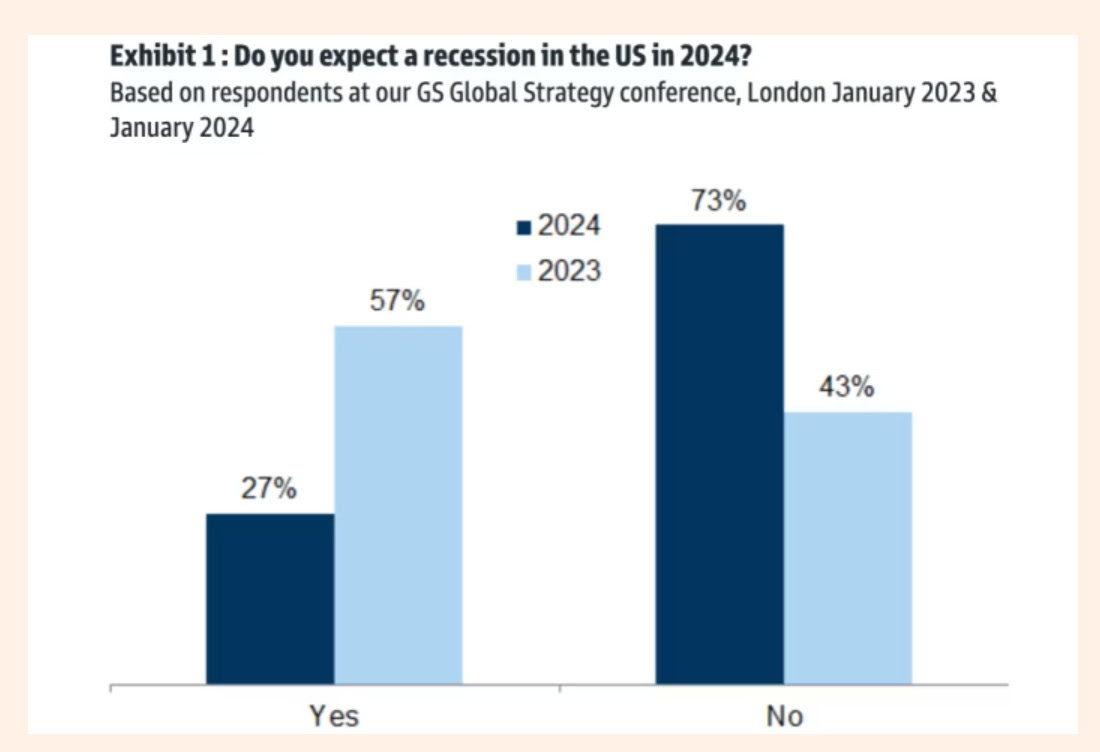 Exhibit 1 : Do you expect a recession in the US in 2024?
Based on respondents at our GS Global Strategy conference, London January 2023 &
January 2024
73%
2024
2023
57%
43%
27%
Yes
No